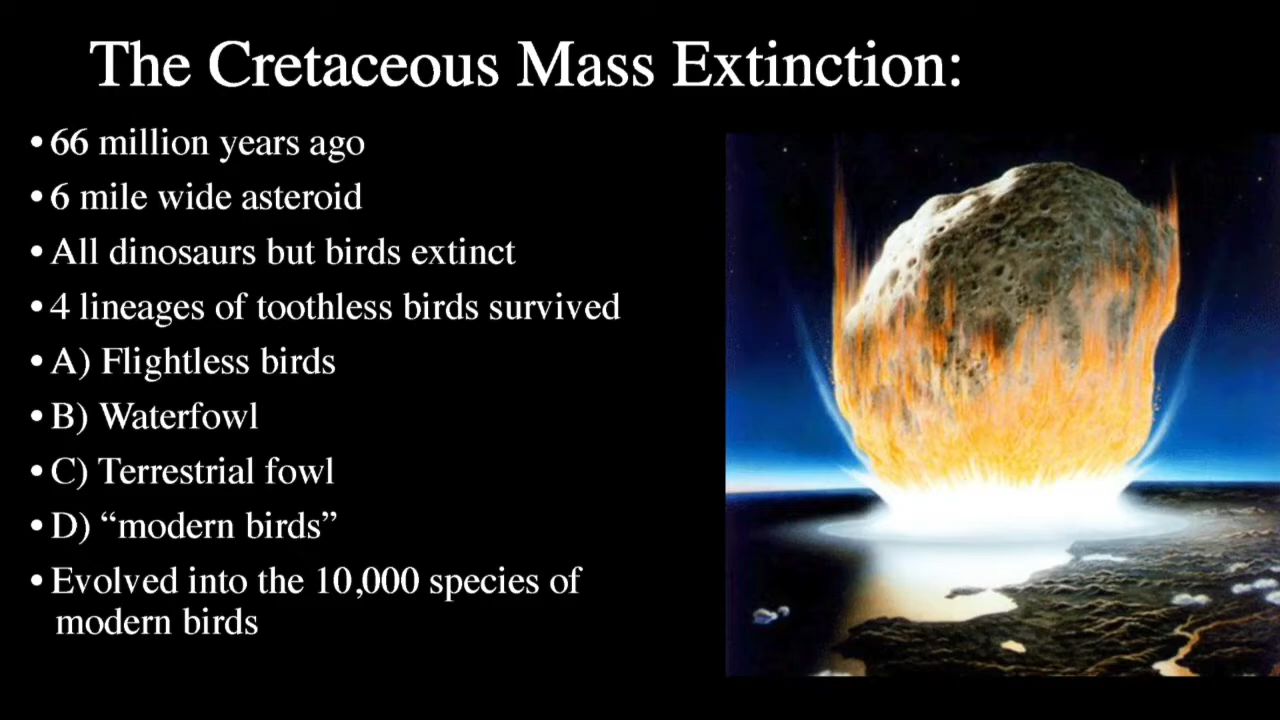 The Cretaceous Mass Extinction:
• 66 million years ago
• 6 mile wide asteroid
• All dinosaurs but birds extinct
• 4 lineages of toothless birds survived
• A) Flightless birds
• B) Waterfowl
• C) Terrestrial fowl
• D) “modern birds”
• Evolved into the 10,000 species of
modern birds